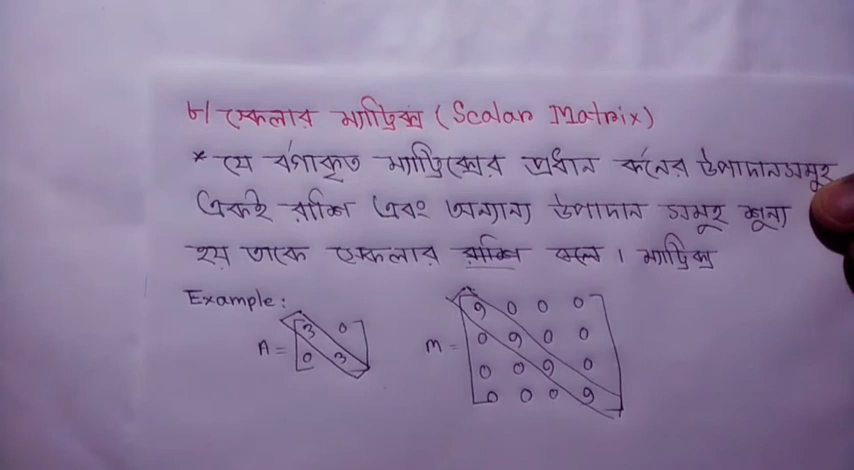 ৮। স্কেলার ম্যাট্রিক্স (Scalar Matrix)
* যে বর্গাকৃত ম্যাট্রিক্সের প্রধান কর্নের উপাদানসমূহ
একই রাশি এবং অন্যান্য উপাদান সমূহ শূন্য
হয় তাকে স্কেলার রাশি বলে । ম্যাট্রিক্স
Example:
A = [3 0
0 3]
M = [9 0 0 0
0 9 0 0
0 0 9 0
0 0 0 9]